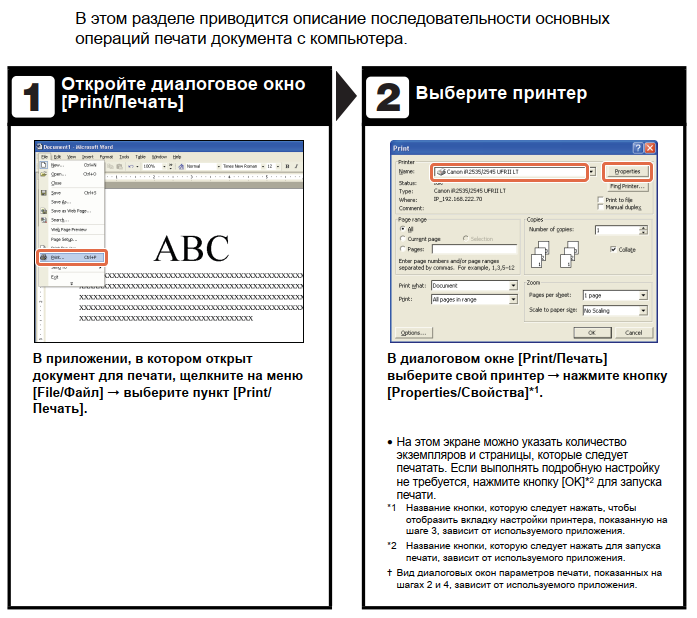 В этом разделе приводится описание последовательности основных
операций печати документа с компьютера.
1
Откройте диалоговое окно
[Print/Печать]
Document1 - Microsoft Word
File Edit View Insert Format Tools Table Window Help
New... Ctrl+N
Open... Ctrl+O
Close
Save Ctrl+S
Save As...
Save as Web Page...
Search...
Web Page Preview
Page Setup...
Print... Ctrl+P
Exit
100%
Normal
Times New Roman
12
B I
ABC
В приложении, в котором открыт
документ для печати, щелкните на меню
[File/Файл] → выберите пункт [Print/
Печать].
2
Выберите принтер
Print
Printer
Name: Canon iR2535/2545 UFRII LT
Properties
Status:
Find Printer...
Type: Canon iR2535/2545 UFRII LT
Where: IP_192.168.222.70
Print to file
Comment:
Manual duplex
Page range
All
Current page
Selection
Pages:
Enter page numbers and/or page ranges
separated by commas. For example, 1,3,5-12
Copies
Number of copies: 1
Collate
Print what: Document
Print: All pages in range
Zoom
Pages per sheet: 1 page
Scale to paper size: No Scaling
Options...
OK
Cancel
В диалоговом окне [Print/Печать]
выберите свой принтер → нажмите кнопку
[Properties/Свойства]*1.
● На этом экране можно указать количество
экземпляров и страницы, которые следует
печатать. Если выполнять подробную настройку
не требуется, нажмите кнопку [OK]*2 для запуска
печати.
*1 Название кнопки, которую следует нажать, чтобы
отобразить вкладку настройки принтера, показанную на
шаге 3, зависит от используемого приложения.
*2 Название кнопки, которую следует нажать для запуска
печати, зависит от используемого приложения.
† Вид диалоговых окон параметров печати, показанных на
шагах 2 и 4, зависит от используемого приложения.